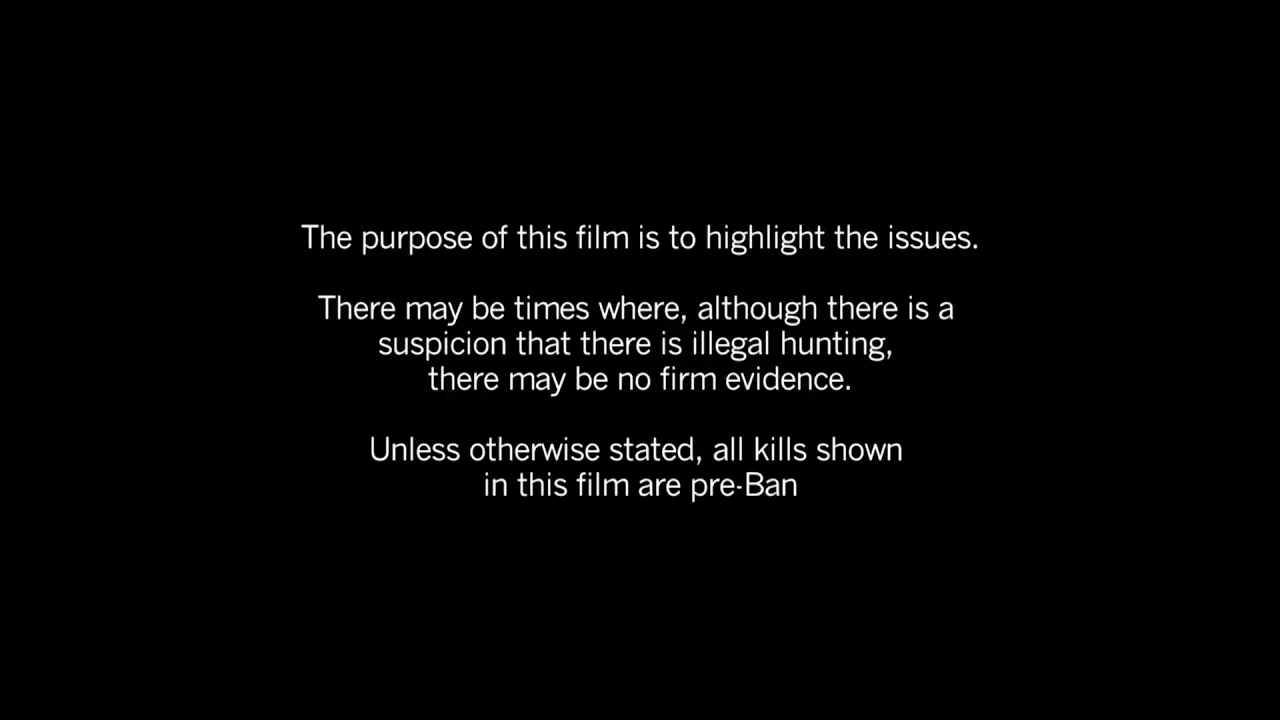 The purpose of this film is to highlight the issues.
There may be times where, although there is a
suspicion that there is illegal hunting,
there may be no firm evidence.
Unless otherwise stated, all kills shown
in this film are pre-Ban